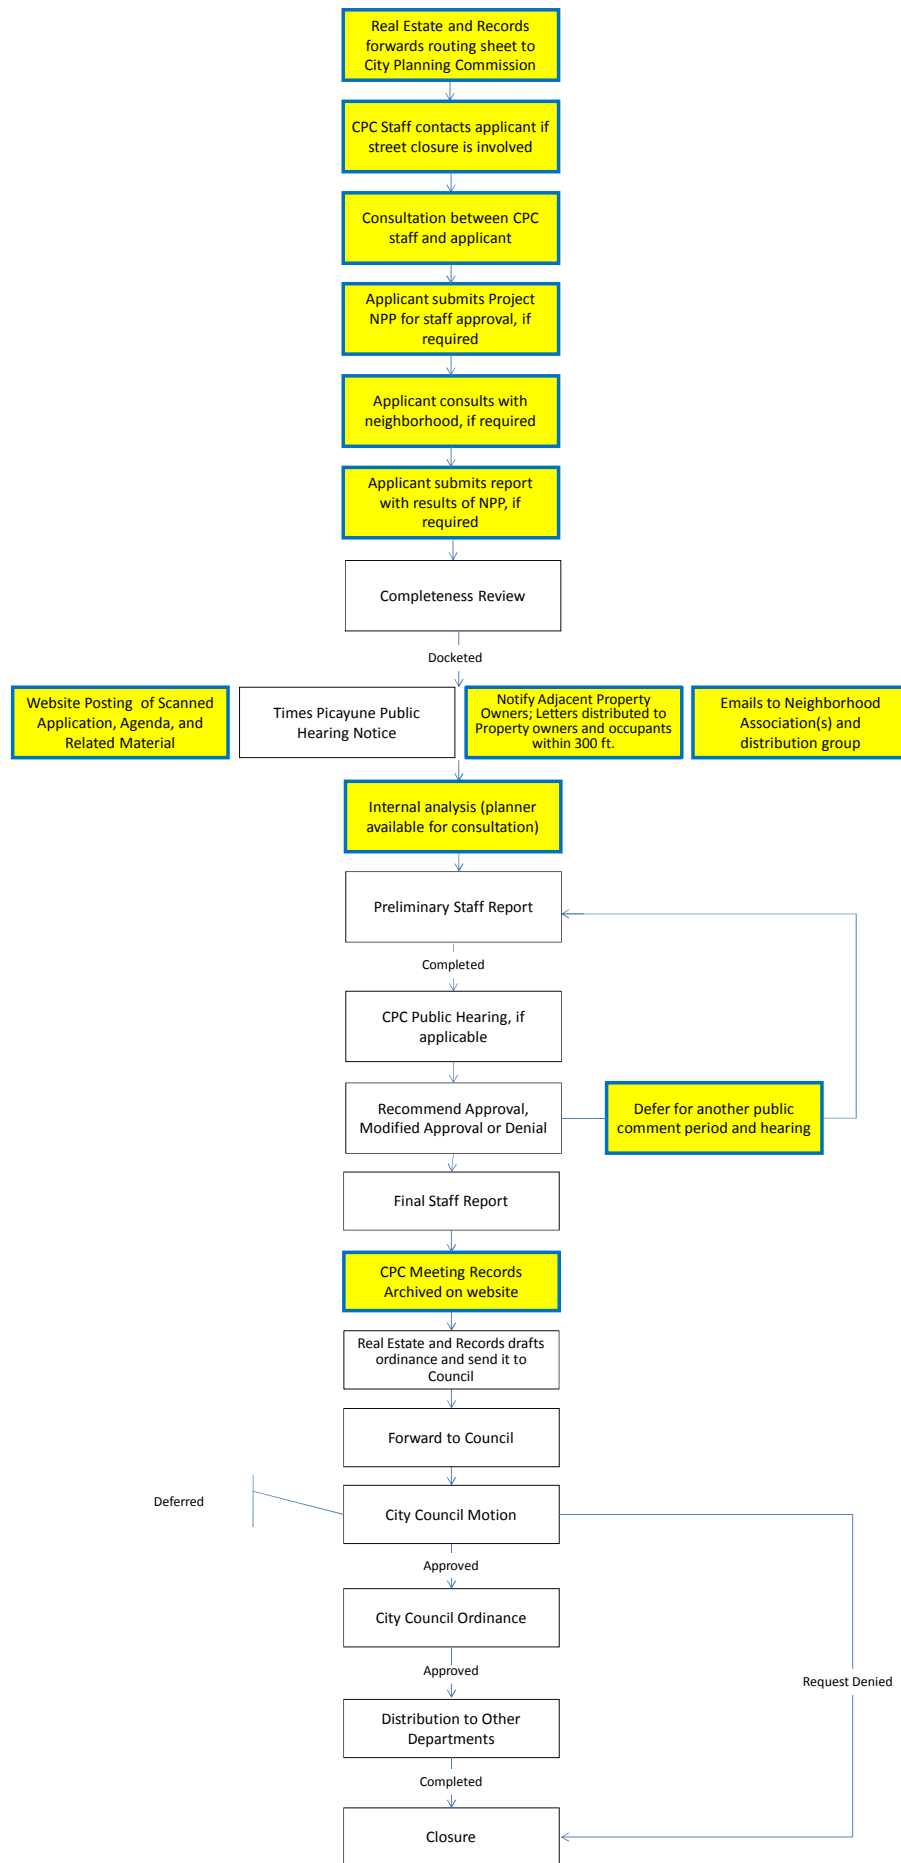 Real Estate and Records
forwards routing sheet to
City Planning Commission
CPC Staff contacts applicant if
street closure is involved
Consultation between CPC
staff and applicant
Applicant submits Project
NPP for staff approval, if
required
Applicant consults with
neighborhood, if required
Applicant submits report
with results of NPP, if
required
Completeness Review
Docketed
Website Posting of Scanned
Application, Agenda, and
Related Material
Times Picayune Public
Hearing Notice
Notify Adjacent Property
Owners; Letters distributed to
Property owners and occupants
within 300 ft.
Emails to Neighborhood
Association(s) and
distribution group
Internal analysis (planner
available for consultation)
Preliminary Staff Report
Completed
CPC Public Hearing, if
applicable
Recommend Approval,
Modified Approval or Denial
Defer for another public
comment period and hearing
Final Staff Report
CPC Meeting Records
Archived on website
Real Estate and Records drafts
ordinance and send it to
Council
Forward to Council
Deferred
City Council Motion
Approved
City Council Ordinance
Approved
Request Denied
Distribution to Other
Departments
Completed
Closure